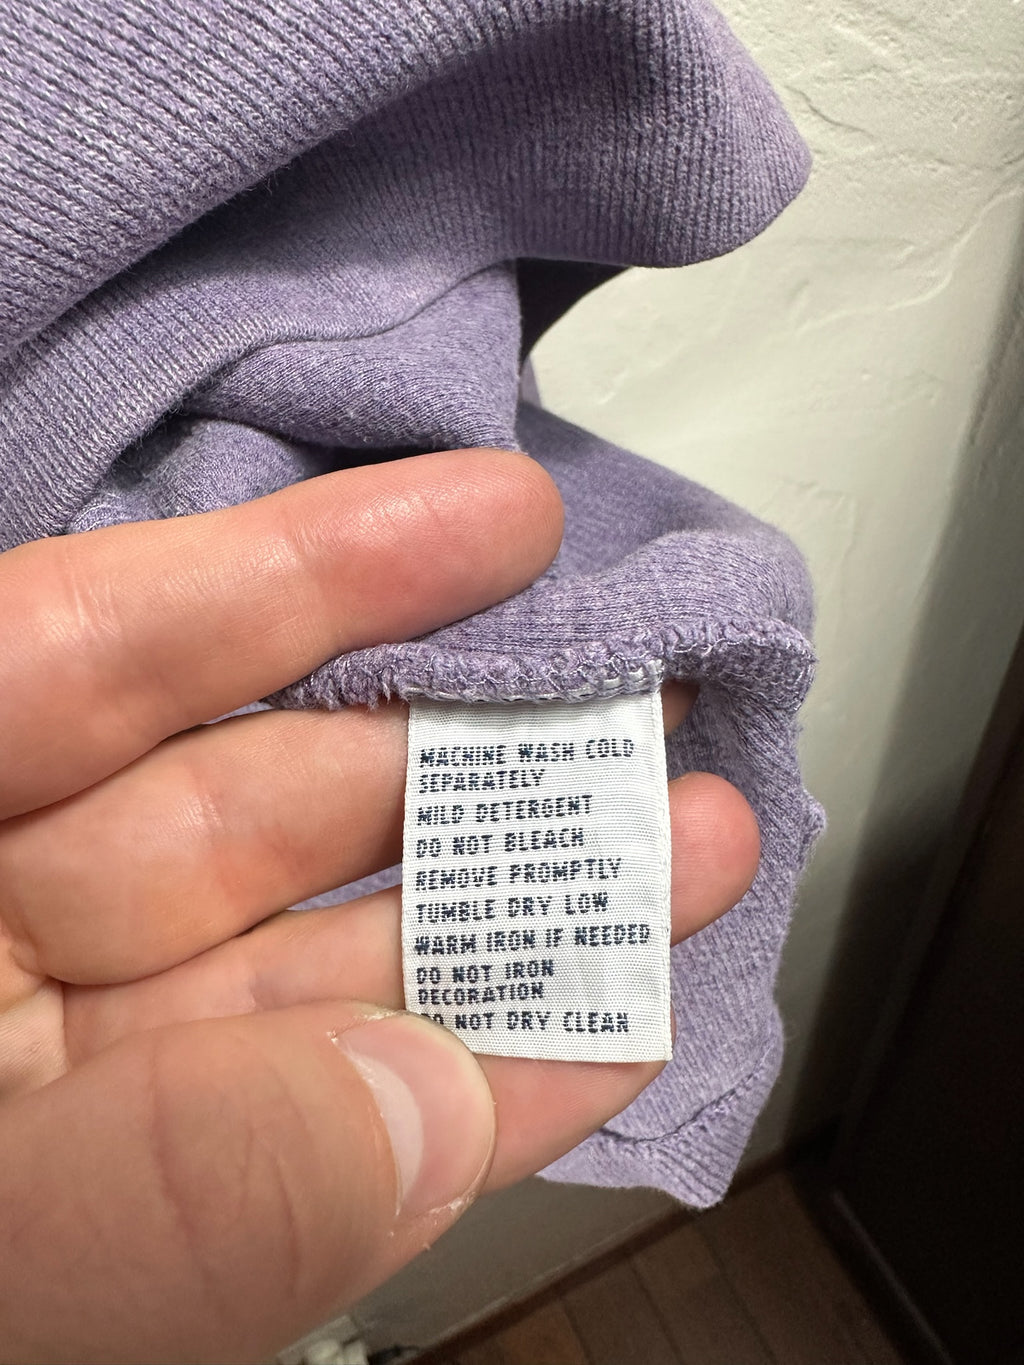 MACHINE WASH COLD
SEPARATELY
MILD DETERGENT
DO NOT BLEACH
REMOVE PROMPTLY
TUMBLE DRY LOW
WARM IRON IF NEEDED
DO NOT IRON
DECORATION
DO NOT DRY CLEAN